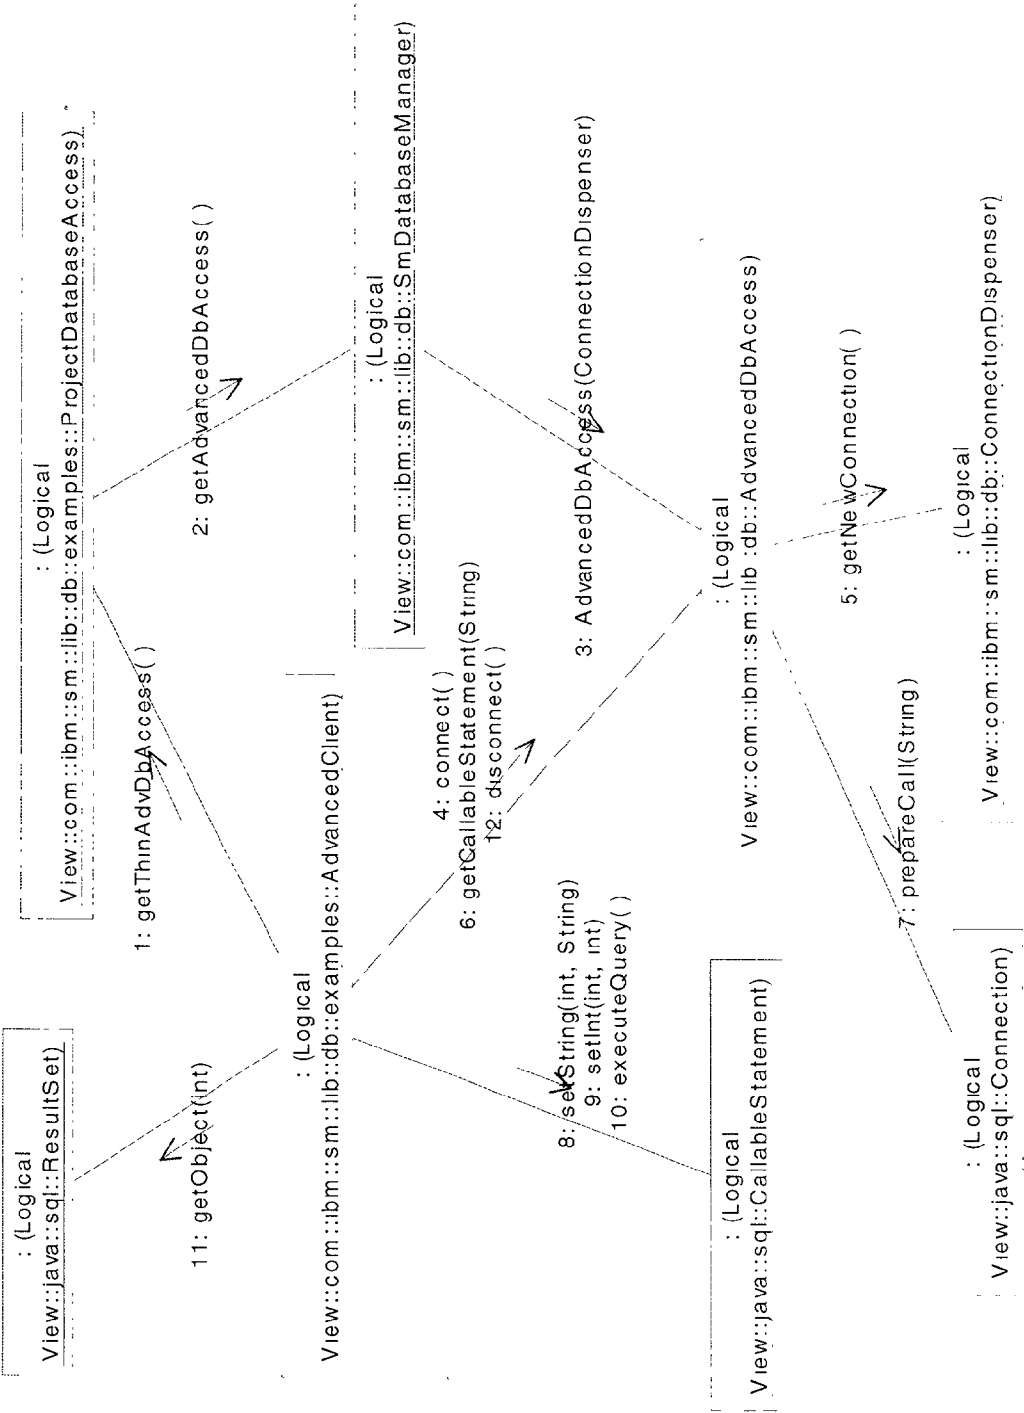 : (Logical
View::java::sql::ResultSet)
11: getObject(int)
: (Logical
View::com::ibm::sm::lib::db::examples::ProjectDatabaseAccess)
1: getThinAdvDbAccess( )
2: getAdvancedDbAccess( )
: (Logical
View::com::ibm::sm::lib::db::examples::AdvancedClient)
: (Logical
View::com::ibm::sm::lib::db::SmDatabaseManager)
4: connect( )
6: getCallableStatement(String)
12: disconnect( )
3: AdvancedDbAccess(ConnectionDispenser)
8: setString(int, String)
9: setInt(int, int)
10: executeQuery( )
: (Logical
View::java::sql::CallableStatement)
: (Logical
View::com::ibm::sm::lib::db::AdvancedDbAccess)
5: getNewConnection( )
7: prepareCall(String)
: (Logical
View::java::sql::Connection)
: (Logical
View::com::ibm::sm::lib::db::ConnectionDispenser)